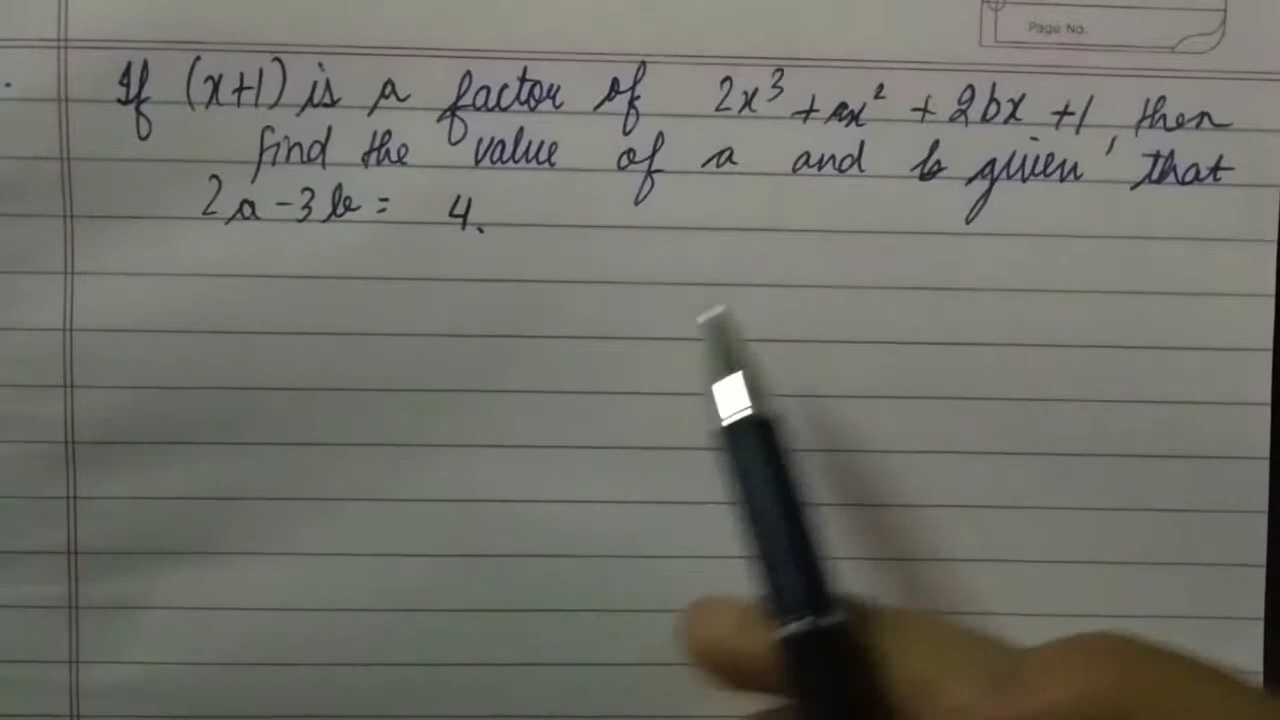 Page No.
If (x+1) is a factor of 2x³ + ax² + 2bx + 1, then
find the value of a and b given that
2a - 3b = 4.